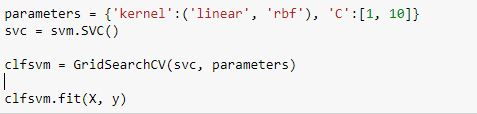 parameters = {'kernel':('linear', 'rbf'), 'C':[1, 10]}
svc = svm.SVC()
clfsvm = GridSearchCV(svc, parameters)
clfsvm.fit(X, y)